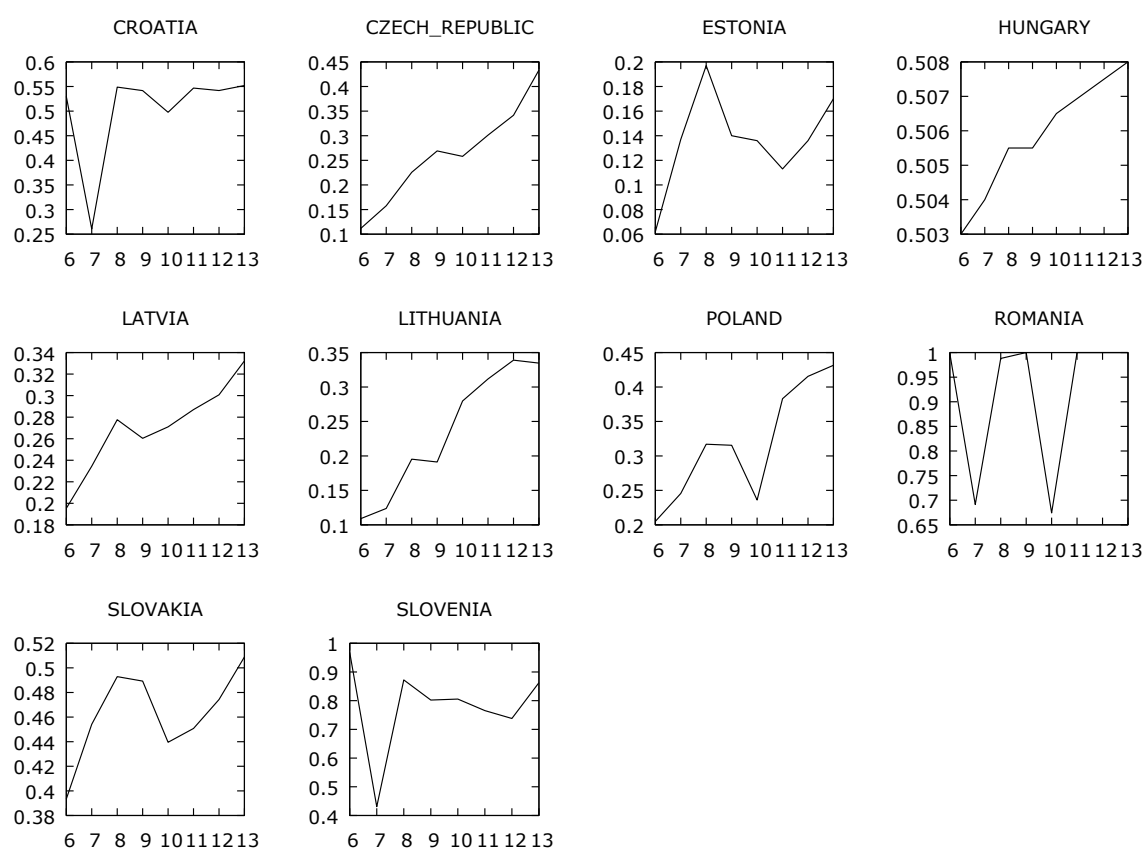 CROATIA CZECH_REPUBLIC ESTONIA HUNGARY
0.6 0.45 0.2 0.508
0.55 0.4 0.18 0.507
0.5 0.35 0.16 0.506
0.45 0.3 0.14 0.505
0.4 0.25 0.12 0.504
0.35 0.2 0.1 0.503
0.3 0.15 0.08
0.25 0.1 0.06
6 7 8 9 10 11 12 13 6 7 8 9 10 11 12 13 6 7 8 9 10 11 12 13 6 7 8 9 10 11 12 13
LATVIA LITHUANIA POLAND ROMANIA
0.34 0.35 0.45 1
0.32 0.3 0.4 0.95
0.3 0.25 0.35 0.9
0.28 0.2 0.3 0.85
0.26 0.15 0.25 0.8
0.24 0.1 0.2 0.75
0.22 0.7
0.2 0.65
0.18
6 7 8 9 10 11 12 13 6 7 8 9 10 11 12 13 6 7 8 9 10 11 12 13 6 7 8 9 10 11 12 13
SLOVAKIA SLOVENIA
0.52 1
0.5 0.9
0.48 0.8
0.46 0.7
0.44 0.6
0.42 0.5
0.4 0.4
0.38
6 7 8 9 10 11 12 13 6 7 8 9 10 11 12 13